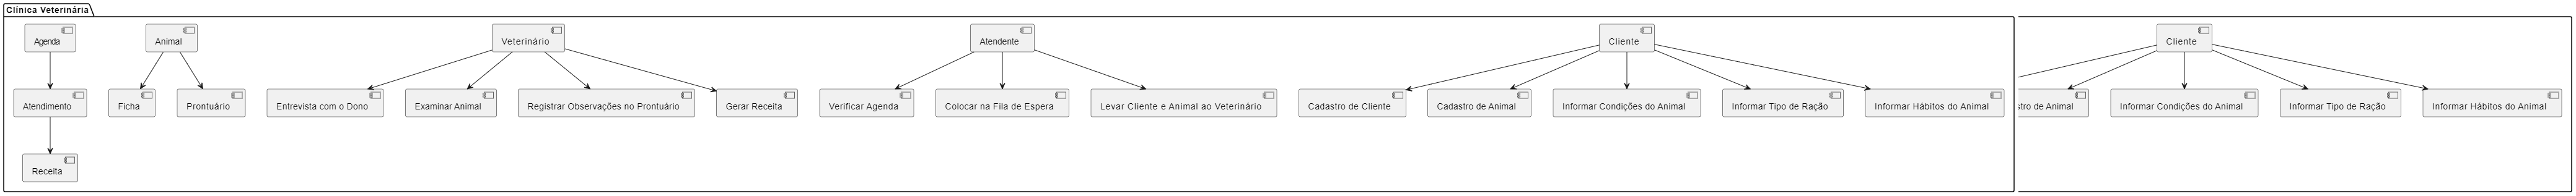 Clínica Veterinária
Agenda
Animal
Veterinário
Atendente
Cliente
Cliente
Atendimento
Ficha
Prontuário
Entrevista com o Dono
Examinar Animal
Registrar Observações no Prontuário
Gerar Receita
Verificar Agenda
Colocar na Fila de Espera
Levar Cliente e Animal ao Veterinário
Cadastro de Cliente
Cadastro de Animal
Informar Condições do Animal
Informar Tipo de Ração
Informar Hábitos do Animal
stro de Animal
Informar Condições do Animal
Informar Tipo de Ração
Informar Hábitos do Animal
Receita